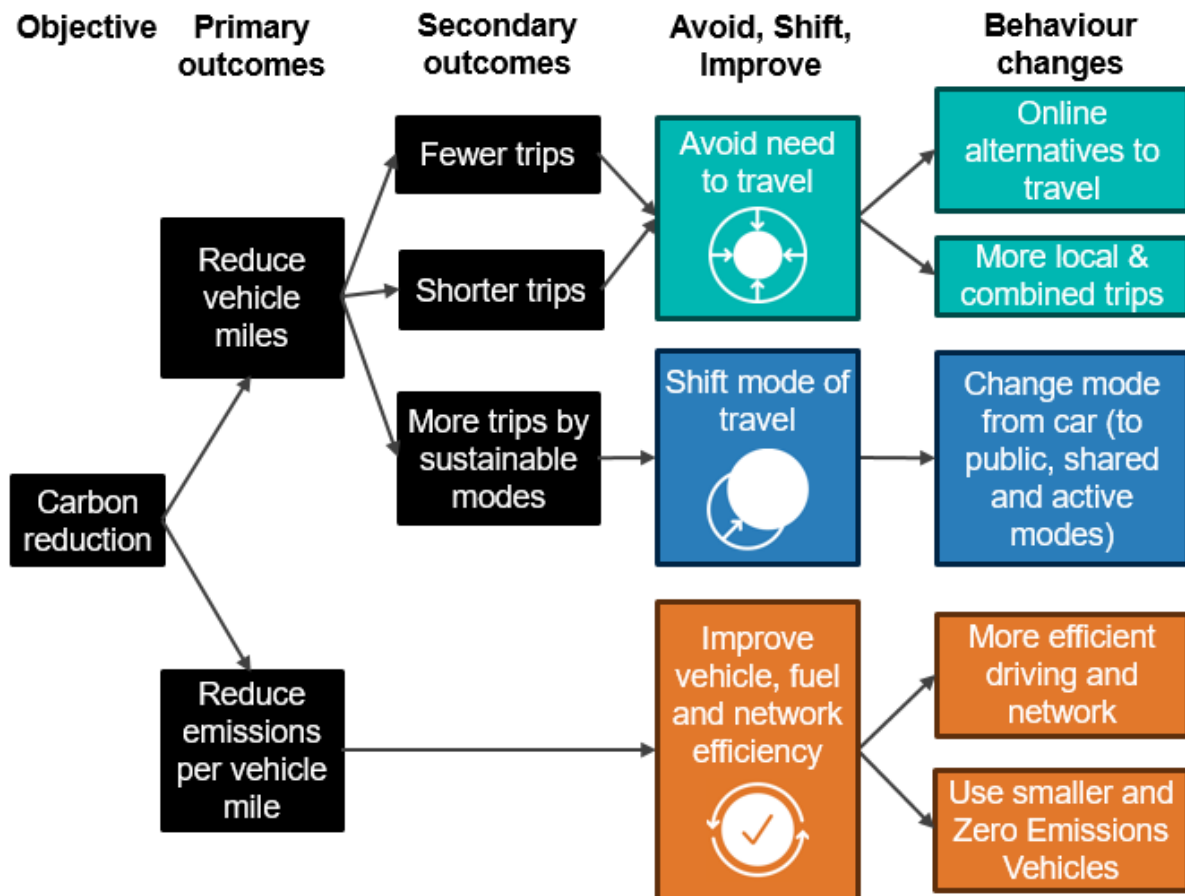 Objective
Primary
outcomes
Secondary
outcomes
Avoid, Shift,
Improve
Behaviour
changes
Carbon
reduction
Reduce
vehicle
miles
Reduce
emissions
per vehicle
mile
Fewer trips
Shorter trips
More trips by
sustainable
modes
Avoid need
to travel
Shift mode of
travel
Improve
vehicle, fuel
and network
efficiency
Online
alternatives to
travel
More local &
combined trips
Change mode
from car (to
public, shared
and active
modes)
More efficient
driving and
network
Use smaller and
Zero Emissions
Vehicles